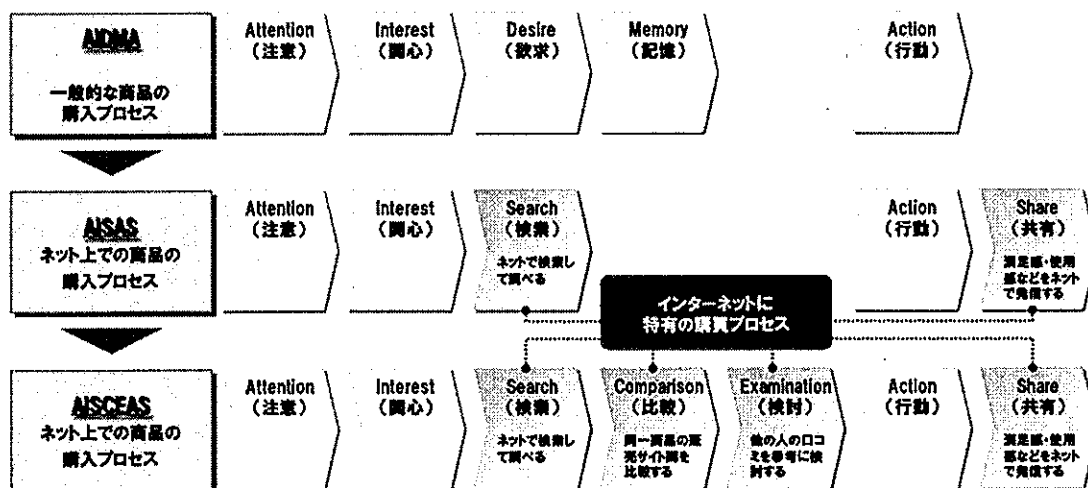 AIDMA
一般的な商品の
購入プロセス
Attention
(注意)
Interest
(関心)
Desire
(欲求)
Memory
(記憶)
Action
(行動)
AISAS
ネット上での商品の
購入プロセス
Attention
(注意)
Interest
(関心)
Search
(検索)
ネットで検索し
て調べる
Action
(行動)
Share
(共有)
満足感・使用
感などをネット
で発信する
インターネットに
特有の購買プロセス
AISCEAS
ネット上での商品の
購入プロセス
Attention
(注意)
Interest
(関心)
Search
(検索)
ネットで検索し
て調べる
Comparison
(比較)
同一商品の販
売サイト間を
比較する
Examination
(検討)
他の人の口コ
ミを参考に検
討する
Action
(行動)
Share
(共有)
満足感・使用
感などをネット
で発信する